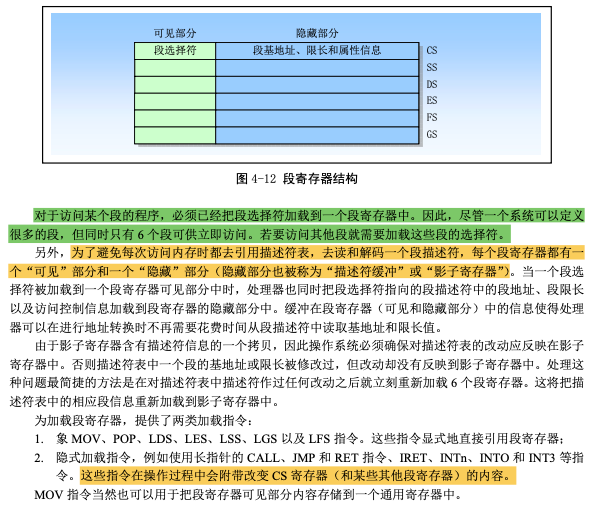 可见部分 隐藏部分
段选择符 段基地址、限长和属性信息 CS
SS
DS
ES
FS
GS
图 4-12 段寄存器结构
对于访问某个段的程序，必须已经把段选择符加载到一个段寄存器中。因此，尽管一个系统可以定义
很多的段，但同时只有 6 个段可供立即访问。若要访问其他段就需要加载这些段的选择符。
另外，为了避免每次访问内存时都去引用描述符表，去读和解码一个段描述符，每个段寄存器都有一
个“可见”部分和一个“隐藏”部分（隐藏部分也被称为“描述符缓冲”或“影子寄存器”）。当一个段选
择符被加载到一个段寄存器可见部分中时，处理器也同时把段选择符指向的段描述符中的段地址、段限长
以及访问控制信息加载到段寄存器的隐藏部分中。缓冲在段寄存器（可见和隐藏部分）中的信息使得处理
器可以在进行地址转换时不再需要花费时间从段描述符中读取基地址和限长值。
由于影子寄存器含有描述符信息的一个拷贝，因此操作系统必须确保对描述符表的改动应反映在影子
寄存器中。否则描述符表中一个段的基地址或限长被修改过，但改动却没有反映到影子寄存器中。处理这
种问题最简捷的方法是在对描述符表中描述符作过任何改动之后就立刻重新加载 6 个段寄存器。这将把描
述符表中的相应段信息重新加载到影子寄存器中。
为加载段寄存器，提供了两类加载指令：
1. 象 MOV、POP、LDS、LES、LSS、LGS 以及 LFS 指令。这些指令显式地直接引用段寄存器；
2. 隐式加载指令，例如使用长指针的 CALL、JMP 和 RET 指令、IRET、INTn、INTO 和 INT3 等指
令。这些指令在操作过程中会附带改变 CS 寄存器（和某些其他段寄存器）的内容。
MOV 指令当然也可以用于把段寄存器可见部分内容存储到一个通用寄存器中。